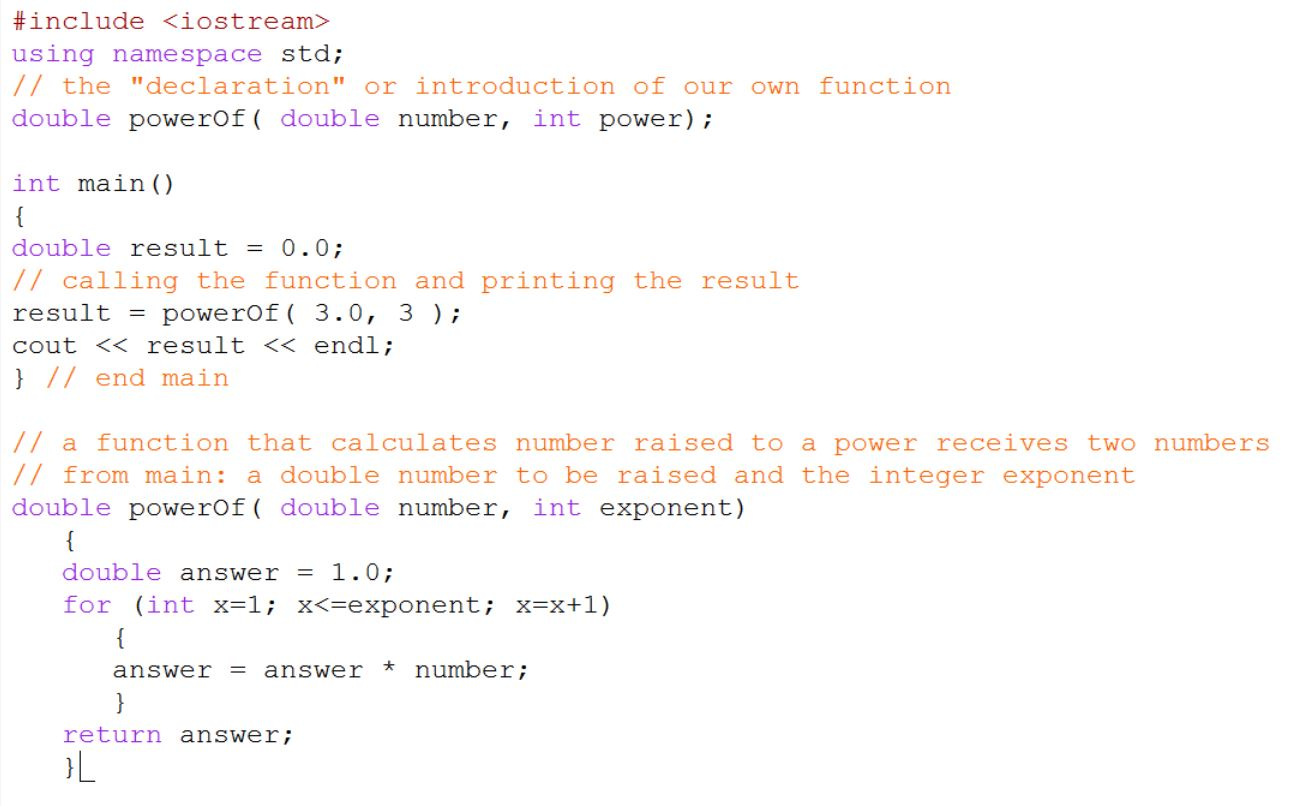 #include <iostream>
using namespace std;
// the "declaration" or introduction of our own function
double powerOf( double number, int power);
int main()
{
double result = 0.0;
// calling the function and printing the result
result = powerOf( 3.0, 3 );
cout << result << endl;
} // end main
// a function that calculates number raised to a power receives two numbers
// from main: a double number to be raised and the integer exponent
double powerOf( double number, int exponent)
{
double answer = 1.0;
for (int x=1; x<=exponent; x=x+1)
{
answer = answer * number;
}
return answer;
}